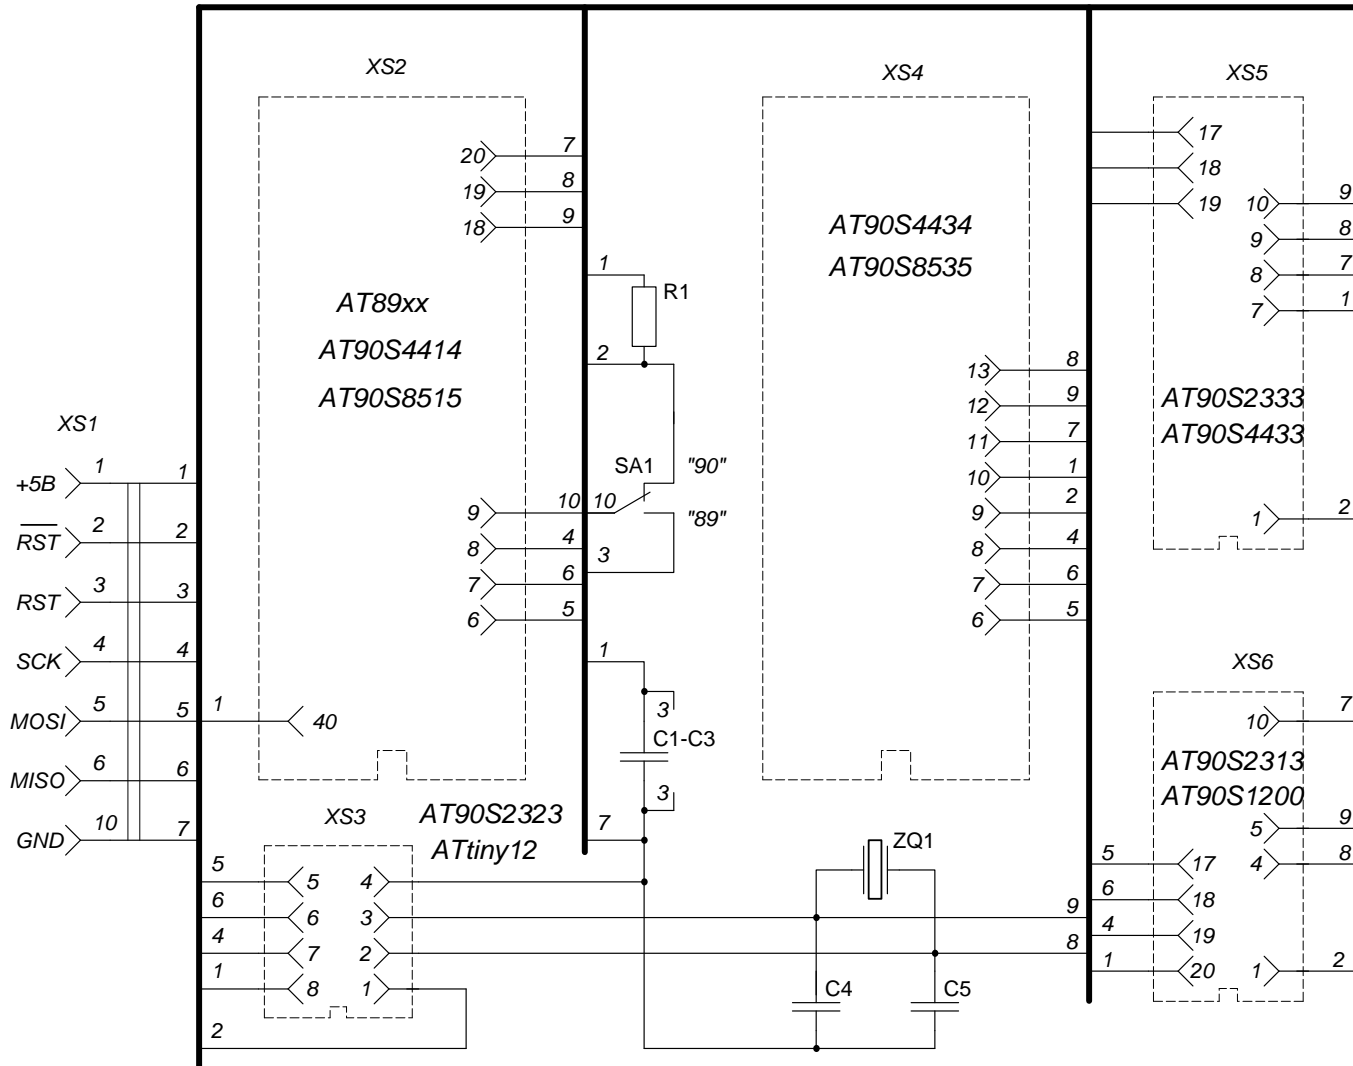 XS2
XS4
XS5
20 7
19 8
18 9
17
18
19
10 9
9 8
8 7
7 1
AT90S4434
AT90S8535
1
R1
2
AT89xx
AT90S4414
AT90S8515
13 8
12 9
11 7
10 1
9 2
8 4
7 6
6 5
AT90S2333
AT90S4433
1 2
XS1
+5В 1 1
RST 2 2
RST 3 3
SCK 4 4
MOSI 5 5
MISO 6 6
GND 10 7
SA1 "90"
"89"
9 10 10
8 4
3
7 6
6 5
1
1 40
3
C1-C3
3
7
XS6
10 7
AT90S2313
AT90S1200
5 9
4 8
5 17
6 18
4 19
1 20
1 2
XS3
AT90S2323
ATtiny12
5 5 4
6 6 3
4 7 2
1 8 1
2
ZQ1
9
8
C4
C5